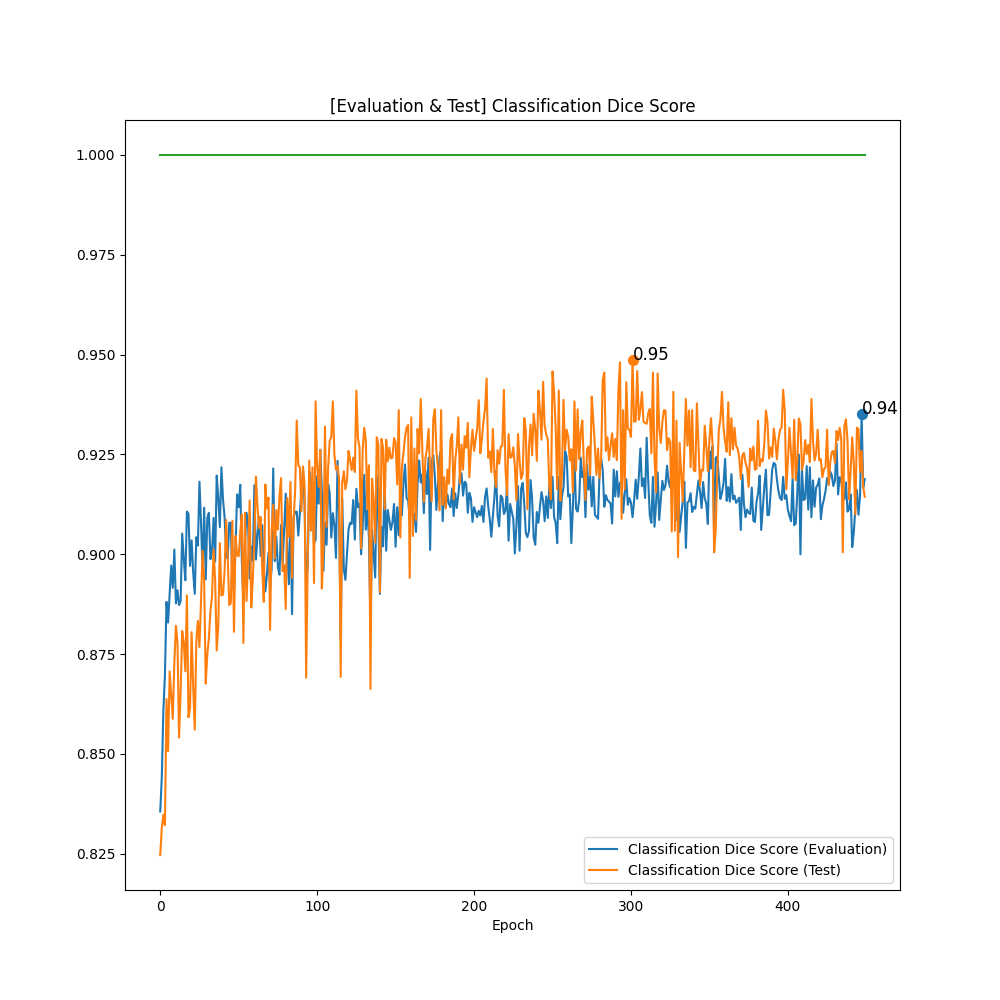 [Evaluation & Test] Classification Dice Score
1.000
0.975
0.950
0.925
0.900
0.875
0.850
0.825
0.95
0.94
Classification Dice Score (Evaluation)
Classification Dice Score (Test)
0 100 200 300 400
Epoch